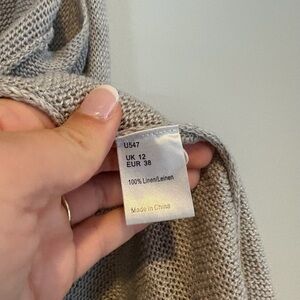 U547
UK 12
EUR 38
100% Linen/Leinen
Made in China